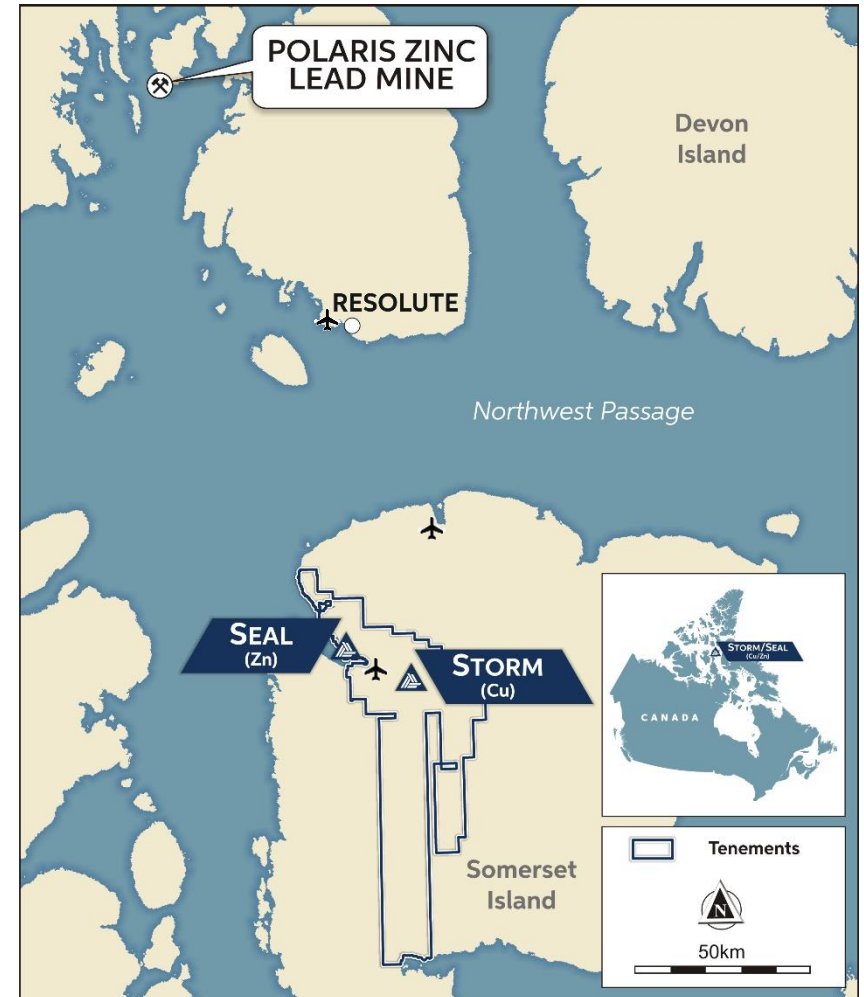 POLARIS ZINC
LEAD MINE
Devon
Island
RESOLUTE
Northwest Passage
SEAL
(Zn)
STORM
(Cu)
STORM/SEAL
(Cu/Zn)
CANADA
Tenements
N
50km
Somerset
Island